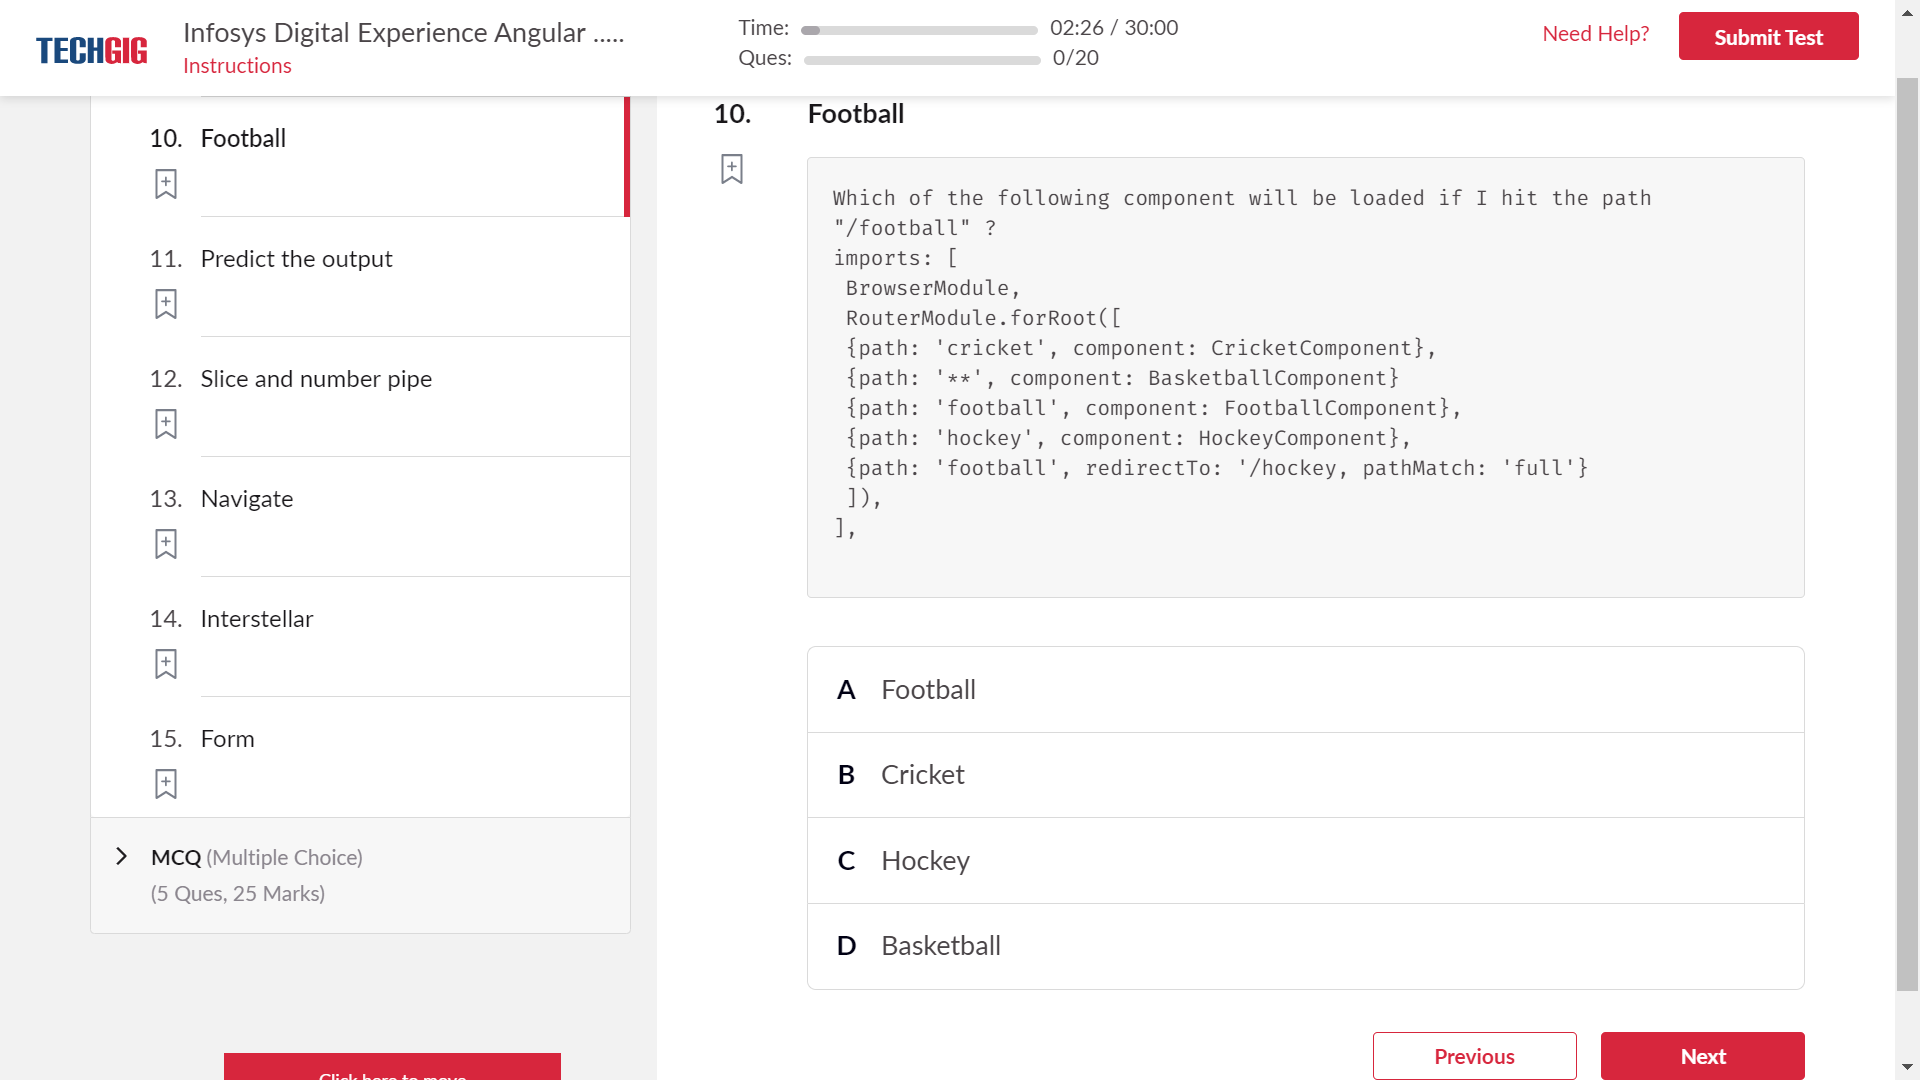 TECHGIG
Infosys Digital Experience Angular .....
Instructions
Time: 02:26 / 30:00
Ques: 0/20
Need Help?
Submit Test
10. Football
11. Predict the output
12. Slice and number pipe
13. Navigate
14. Interstellar
15. Form
MCQ (Multiple Choice)
(5 Ques, 25 Marks)
Click here to move
10. Football
Which of the following component will be loaded if I hit the path
"/football" ?
imports: [
BrowserModule,
RouterModule.forRoot([
{path: 'cricket', component: CricketComponent},
{path: '**', component: BasketballComponent}
{path: 'football', component: FootballComponent},
{path: 'hockey', component: HockeyComponent},
{path: 'football', redirectTo: '/hockey, pathMatch: 'full'}
]),
],
A Football
B Cricket
C Hockey
D Basketball
Previous
Next